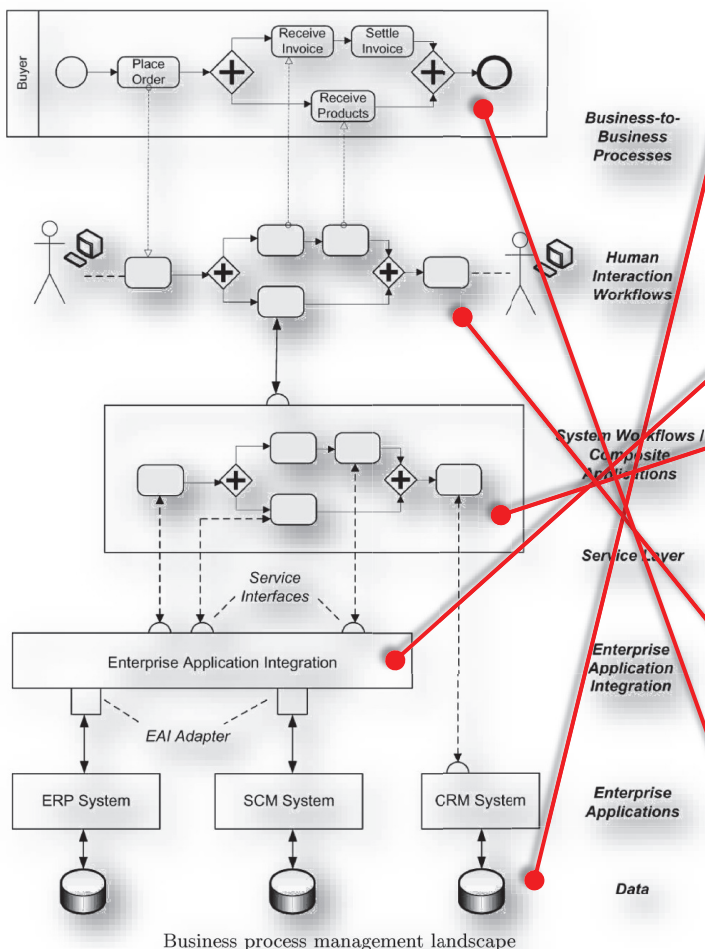 Buyer
Place
Order
Receive
Invoice
Settle
Invoice
Receive
Products
Business-to-
Business
Processes
Human
Interaction
Workflows
System Workflows /
Composite
Applications
Service Layer
Service
Interfaces
Enterprise Application Integration
Enterprise
Application
Integration
EAI Adapter
ERP System
SCM System
CRM System
Enterprise
Applications
Data
Business process management landscape